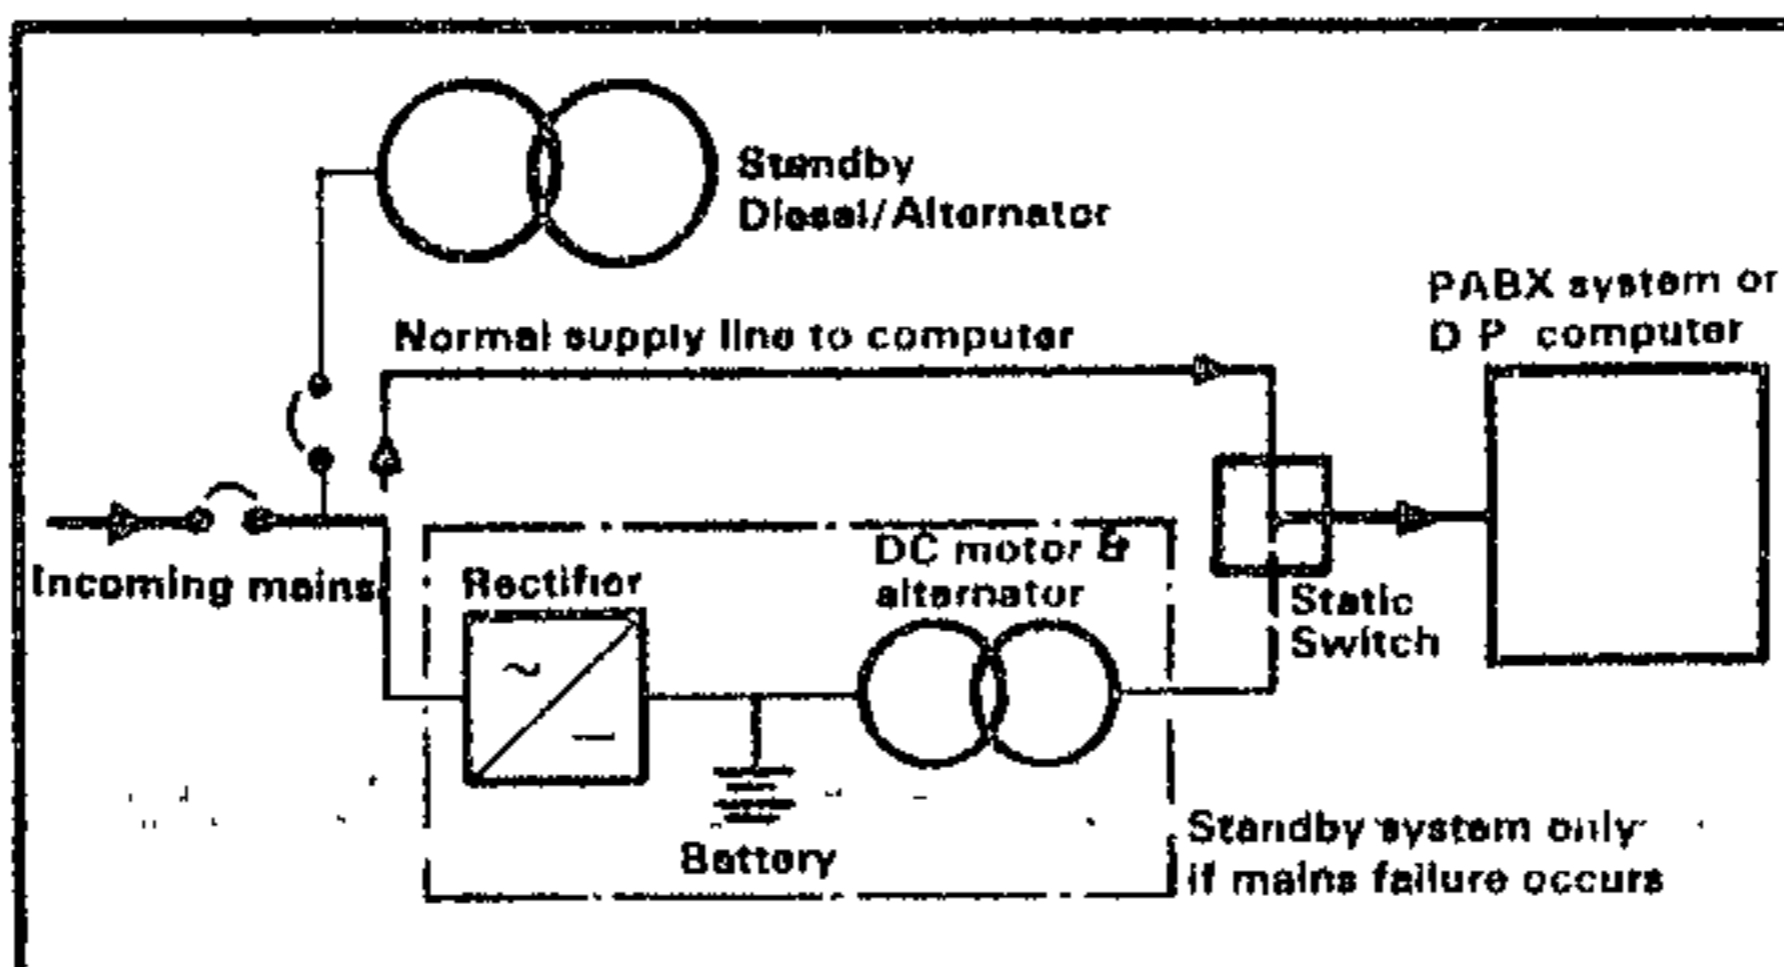 Standby
Diesel/Alternator
PABX system or
D P computer
Normal supply line to computer
Incoming mains
Rectifier
DC motor &
alternator
Static
Switch
Battery
Standby system only
if mains failure occurs